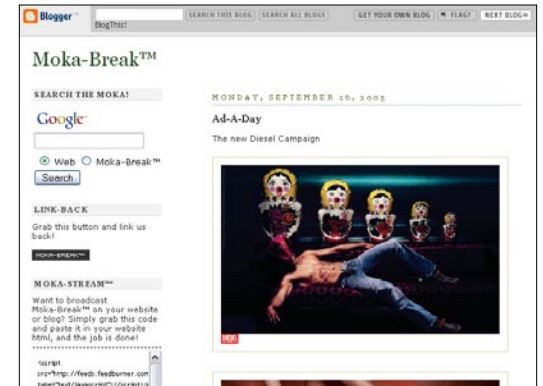 Blogger
BlogThis!
SEARCH THIS BLOG
SEARCH ALL BLOGS
GET YOUR OWN BLOG
FLAG?
NEXT BLOG»
Moka-Break™
SEARCH THE MOKA!
Google
Web
Moka-Break™
Search
LINK-BACK
Grab this button and link us
back!
MOKA-BREAK™
MOKA-STREAM™
Want to broadcast
Moka-Break™ on your website
or blog? Simply grab this code
and paste it in your website
html, and the job is done!
<script
src="http://feeds.feedburner.com
MONDAY, SEPTEMBER 26, 2005
Ad-A-Day
The new Diesel Campaign